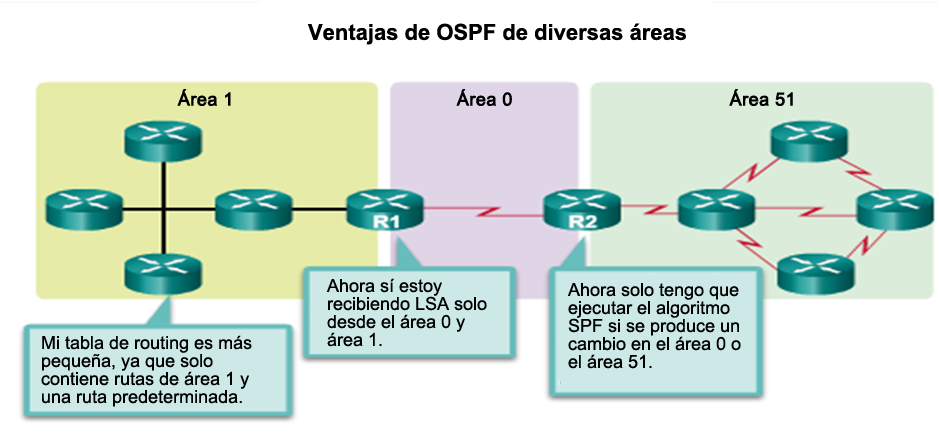 Ventajas de OSPF de diversas áreas
Área 1
Área 0
Área 51
R1
R2
Mi tabla de routing es más
pequeña, ya que solo
contiene rutas de área 1 y
una ruta predeterminada.
Ahora sí estoy
recibiendo LSA solo
desde el área 0 y
área 1.
Ahora solo tengo que
ejecutar el algoritmo
SPF si se produce un
cambio en el área 0 o
el área 51.